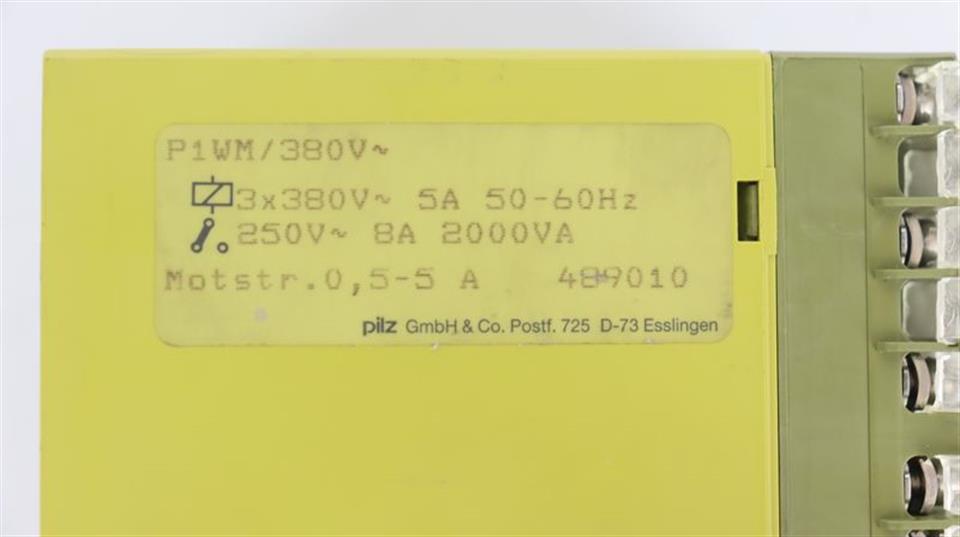 P1WM/380V~
3x380V~ 5A 50-60Hz
250V~ 8A 2000VA
Motstr.0,5-5 A 489010
pilz GmbH & Co. Postf. 725 D-73 Esslingen